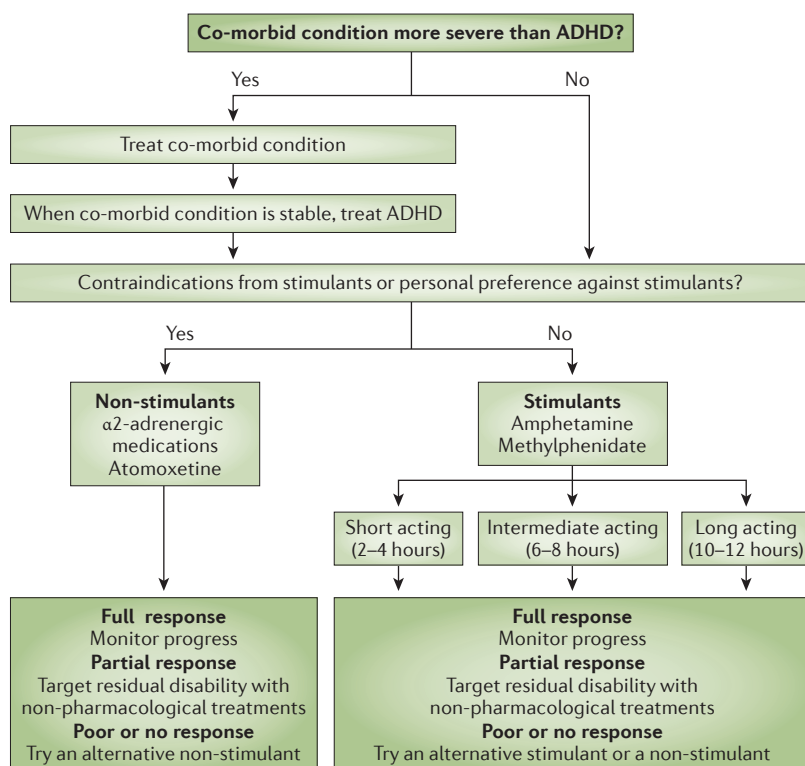 Co-morbid condition more severe than ADHD?
Yes
No
Treat co-morbid condition
When co-morbid condition is stable, treat ADHD
Contraindications from stimulants or personal preference against stimulants?
Yes
No
Non-stimulants
α2-adrenergic
medications
Atomoxetine
Stimulants
Amphetamine
Methylphenidate
Short acting
(2–4 hours)
Intermediate acting
(6–8 hours)
Long acting
(10–12 hours)
Full response
Monitor progress
Partial response
Target residual disability with
non-pharmacological treatments
Poor or no response
Try an alternative non-stimulant
Full response
Monitor progress
Partial response
Target residual disability with
non-pharmacological treatments
Poor or no response
Try an alternative stimulant or a non-stimulant